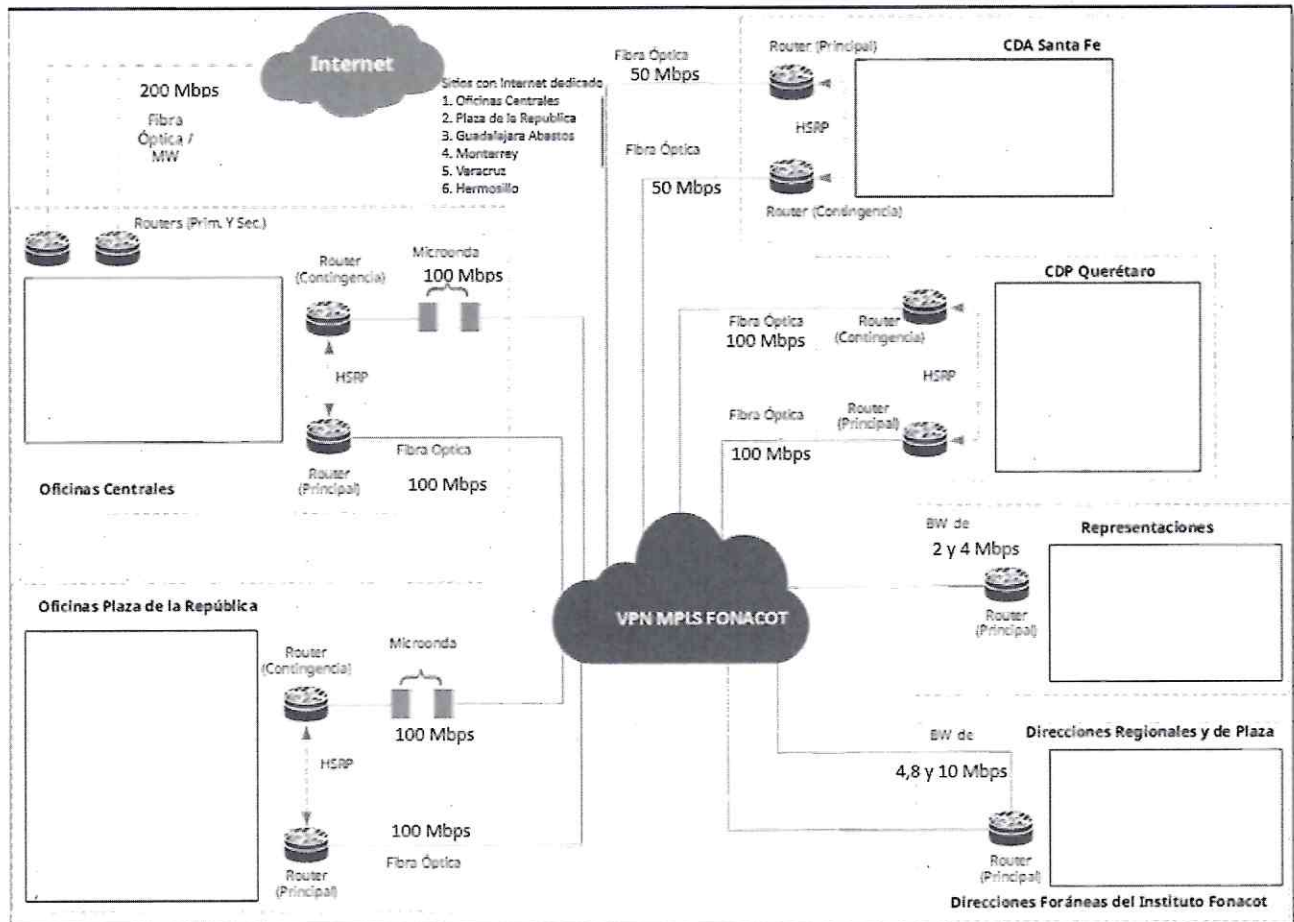 Internet
200 Mbps
Fibra
Óptica /
MW
Sitios con Internet dedicado
1. Oficinas Centrales
2. Plaza de la Republica
3. Guadalajara Abastos
4. Monterrey
5. Veracruz
6. Hermosillo
Fibra Óptica
50 Mbps
Router (Principal)
CDA Santa Fe
HSRP
Fibra Óptica
50 Mbps
Router (Contingencia)
Routers (Prim. Y Sec.)
Router
(Contingencia)
Microonda
100 Mbps
HSRP
Router
(Principal)
Fibra Óptica
100 Mbps
Oficinas Centrales
CDP Querétaro
Fibra Óptica
100 Mbps
Router
(Contingencia)
HSRP
Fibra Óptica
100 Mbps
Router
(Principal)
BW de
2 y 4 Mbps
Representaciones
Router
(Principal)
VPN MPLS FONACOT
Oficinas Plaza de la República
Router
(Contingencia)
Microonda
100 Mbps
HSRP
100 Mbps
Fibra Óptica
Router
(Principal)
BW de
4,8 y 10 Mbps
Direcciones Regionales y de Plaza
Router
(Principal)
Direcciones Foráneas del Instituto Fonacot